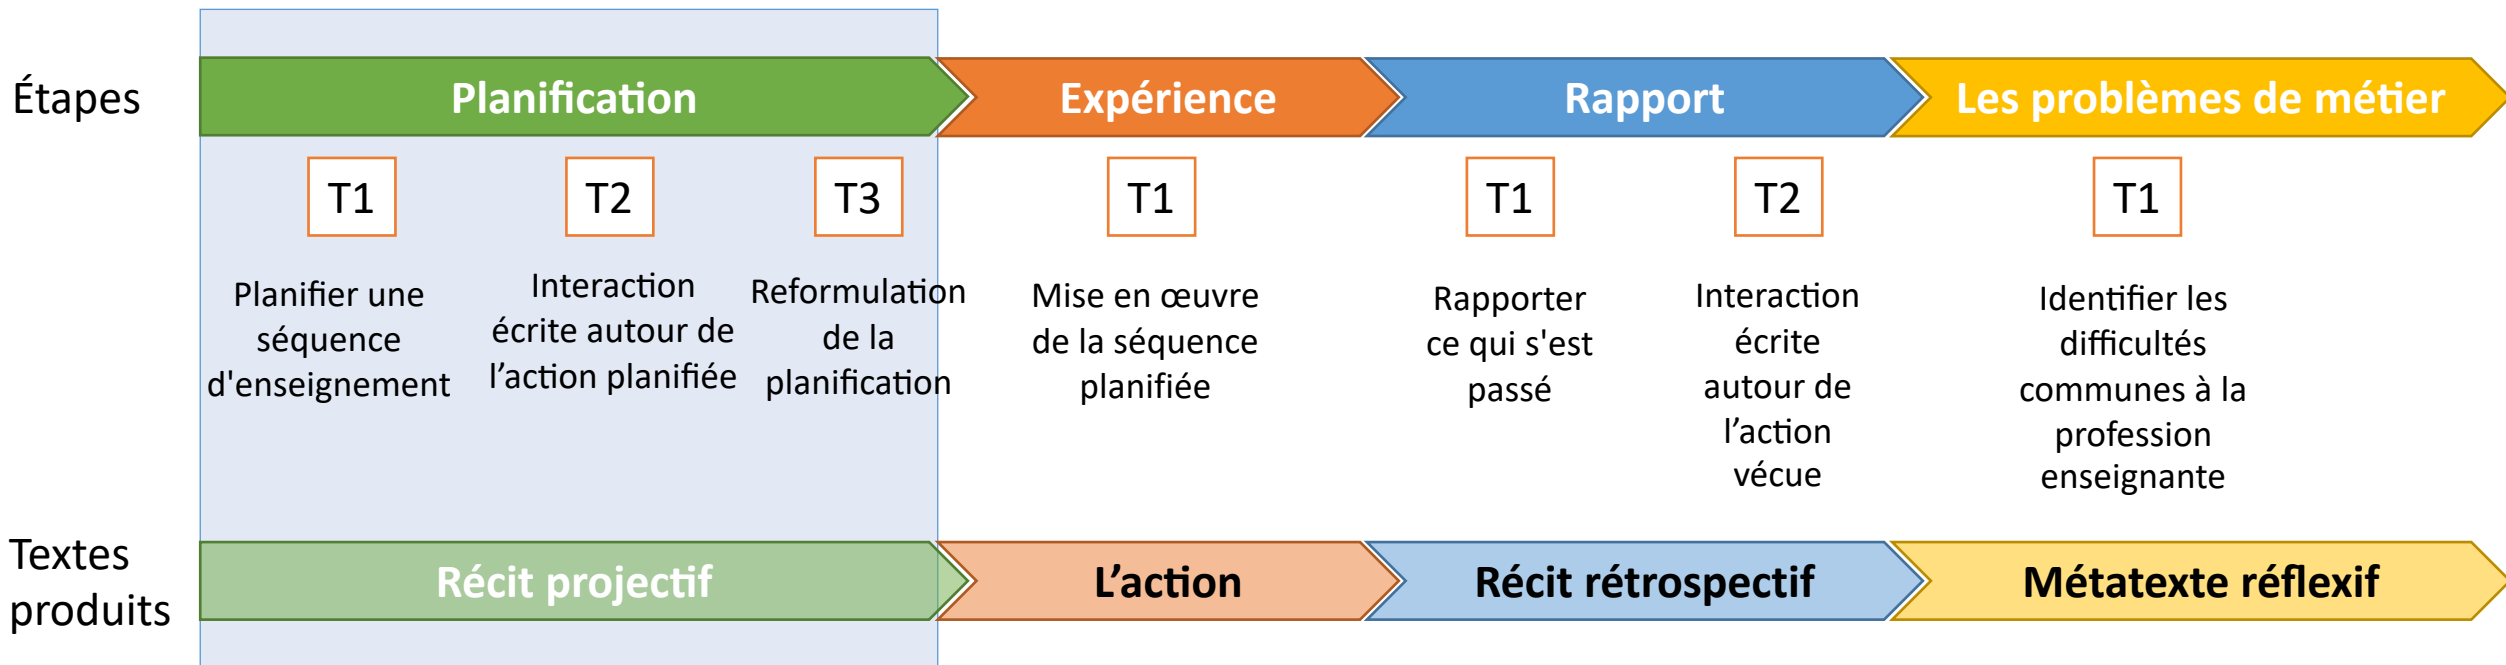 Étapes
Planification
Expérience
Rapport
Les problèmes de métier
T1
T2
T3
T1
T1
T2
T1
Planifier une
séquence
d'enseignement
Interaction
écrite autour de
l’action planifiée
Reformulation
de la
planification
Mise en œuvre
de la séquence
planifiée
Rapporter
ce qui s'est
passé
Interaction
écrite
autour de
l’action
vécue
Identifier les
difficultés
communes à la
profession
enseignante
Textes
produits
Récit projectif
L’action
Récit rétrospectif
Métatexte réflexif